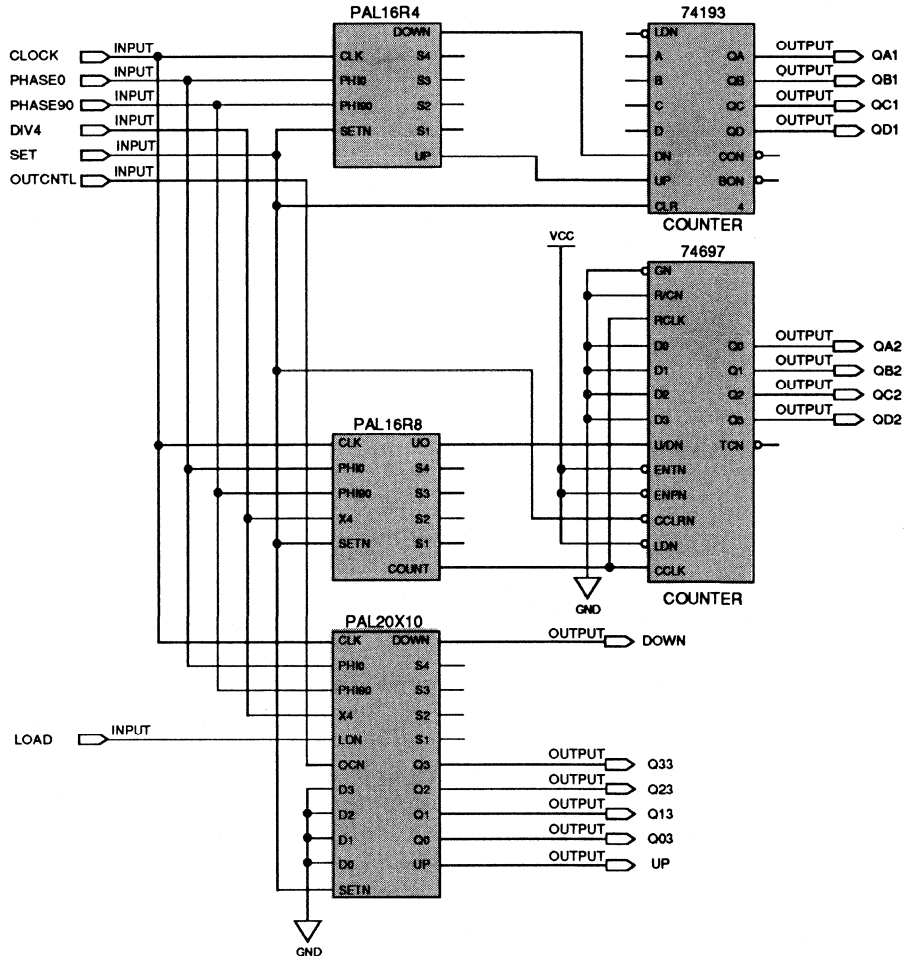 PAL16R4
74193
CLOCK INPUT
PHASE0 INPUT
PHASE90 INPUT
DIV4 INPUT
SET INPUT
OUTCNTL INPUT
DOWN
CLK S4
PHI0 S3
PHI90 S2
SETN S1
UP
LDN
A QA OUTPUT QA1
B QB OUTPUT QB1
C QC OUTPUT QC1
D QD OUTPUT QD1
DN CON
UP BON
CLR 4
COUNTER
VCC
74697
GN
R/CN
RCLK
D0 Q0 OUTPUT QA2
D1 Q1 OUTPUT QB2
D2 Q2 OUTPUT QC2
D3 Q3 OUTPUT QD2
U/DN TCN
ENTN
ENPN
CCLRN
LDN
CCLK
COUNTER
GND
PAL16R8
CLK UO
PHI0 S4
PHI90 S3
X4 S2
SETN S1
COUNT
PAL20X10
CLK DOWN OUTPUT DOWN
PHI0 S4
PHI90 S3
X4 S2
LOAD INPUT LDN S1
OCN Q3 OUTPUT Q33
D3 Q2 OUTPUT Q23
D2 Q1 OUTPUT Q13
D1 Q0 OUTPUT Q03
D0 UP OUTPUT UP
SETN
GND